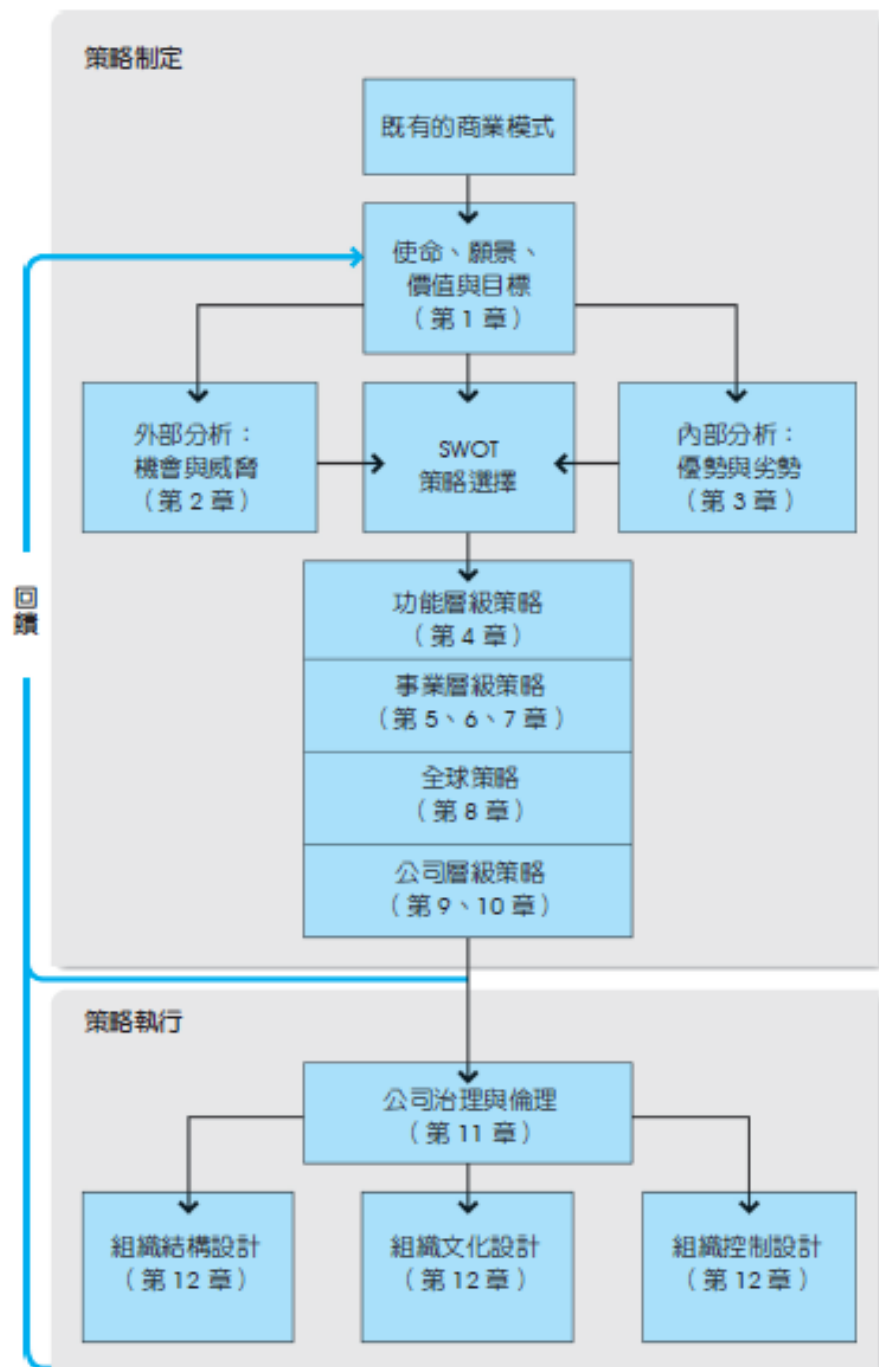 策略制定
既有的商業模式
使命、願景、
價值與目標
（第 1 章）
外部分析：
機會與威脅
（第 2 章）
SWOT
策略選擇
內部分析：
優勢與劣勢
（第 3 章）
回饋
功能層級策略
（第 4 章）
事業層級策略
（第 5、6、7 章）
全球策略
（第 8 章）
公司層級策略
（第 9、10 章）
策略執行
公司治理與倫理
（第 11 章）
組織結構設計
（第 12 章）
組織文化設計
（第 12 章）
組織控制設計
（第 12 章）